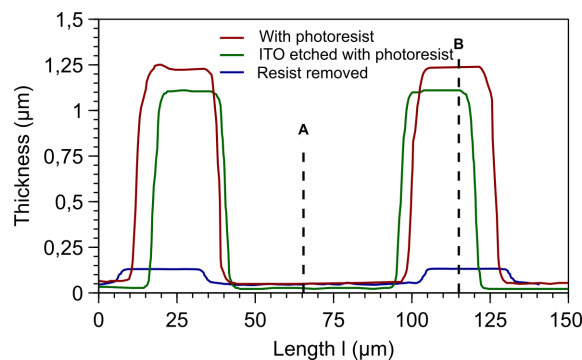 With photoresist
ITO etched with photoresist
Resist removed
A
B
Thickness (μm)
1,5
1,25
1
0,75
0,5
0,25
0
0
25
50
75
100
125
150
Length l (μm)